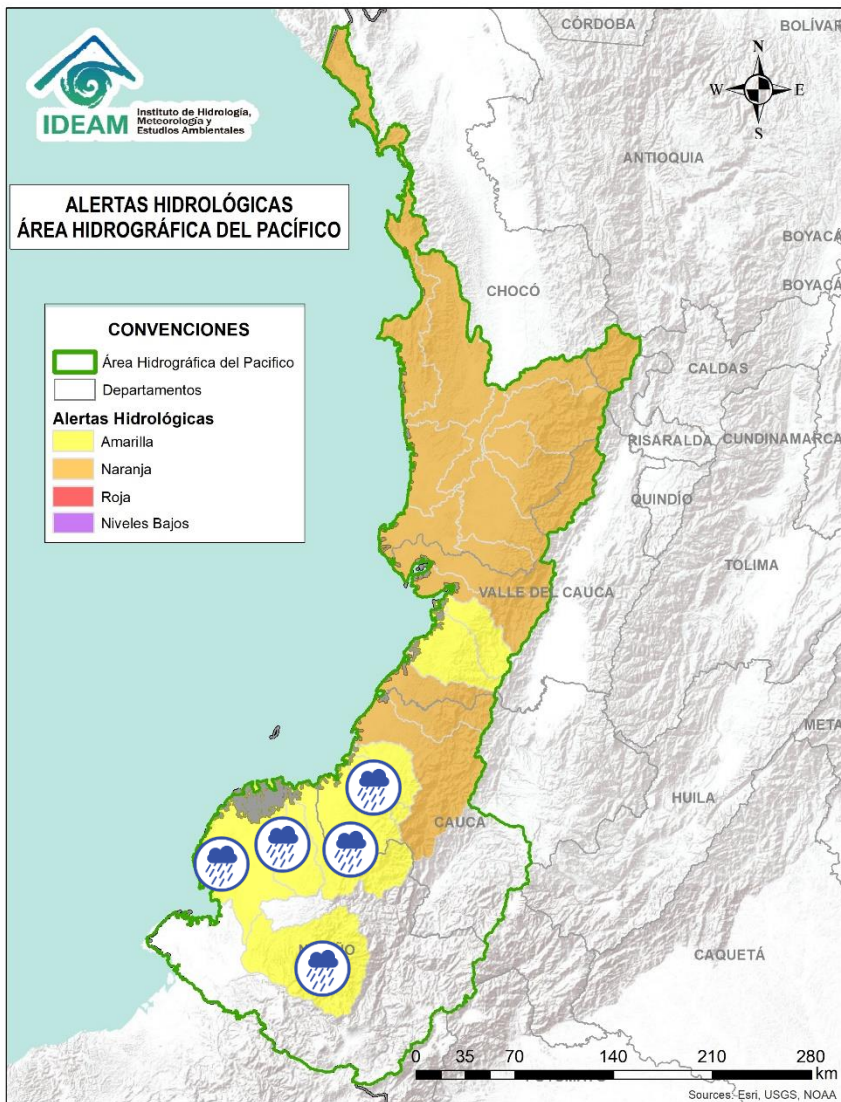 CÓRDOBA
BOLÍVAR
IDEAM
Instituto de Hidrología,
Meteorología y
Estudios Ambientales
N
W E
S
ANTIOQUIA
ALERTAS HIDROLÓGICAS
ÁREA HIDROGRÁFICA DEL PACÍFICO
BOYACÁ
BOYACÁ
CHOCÓ
CONVENCIONES
Área Hidrográfica del Pacifico
Departamentos
Alertas Hidrológicas
Amarilla
Naranja
Roja
Niveles Bajos
CALDAS
RISARALDA
CUNDINAMARCA
QUINDÍO
TOLIMA
VALLE DEL CAUCA
META
HUILA
CAUCA
CAQUETÁ
0 35 70 140 210 280
km
Sources: Esri, USGS, NOAA